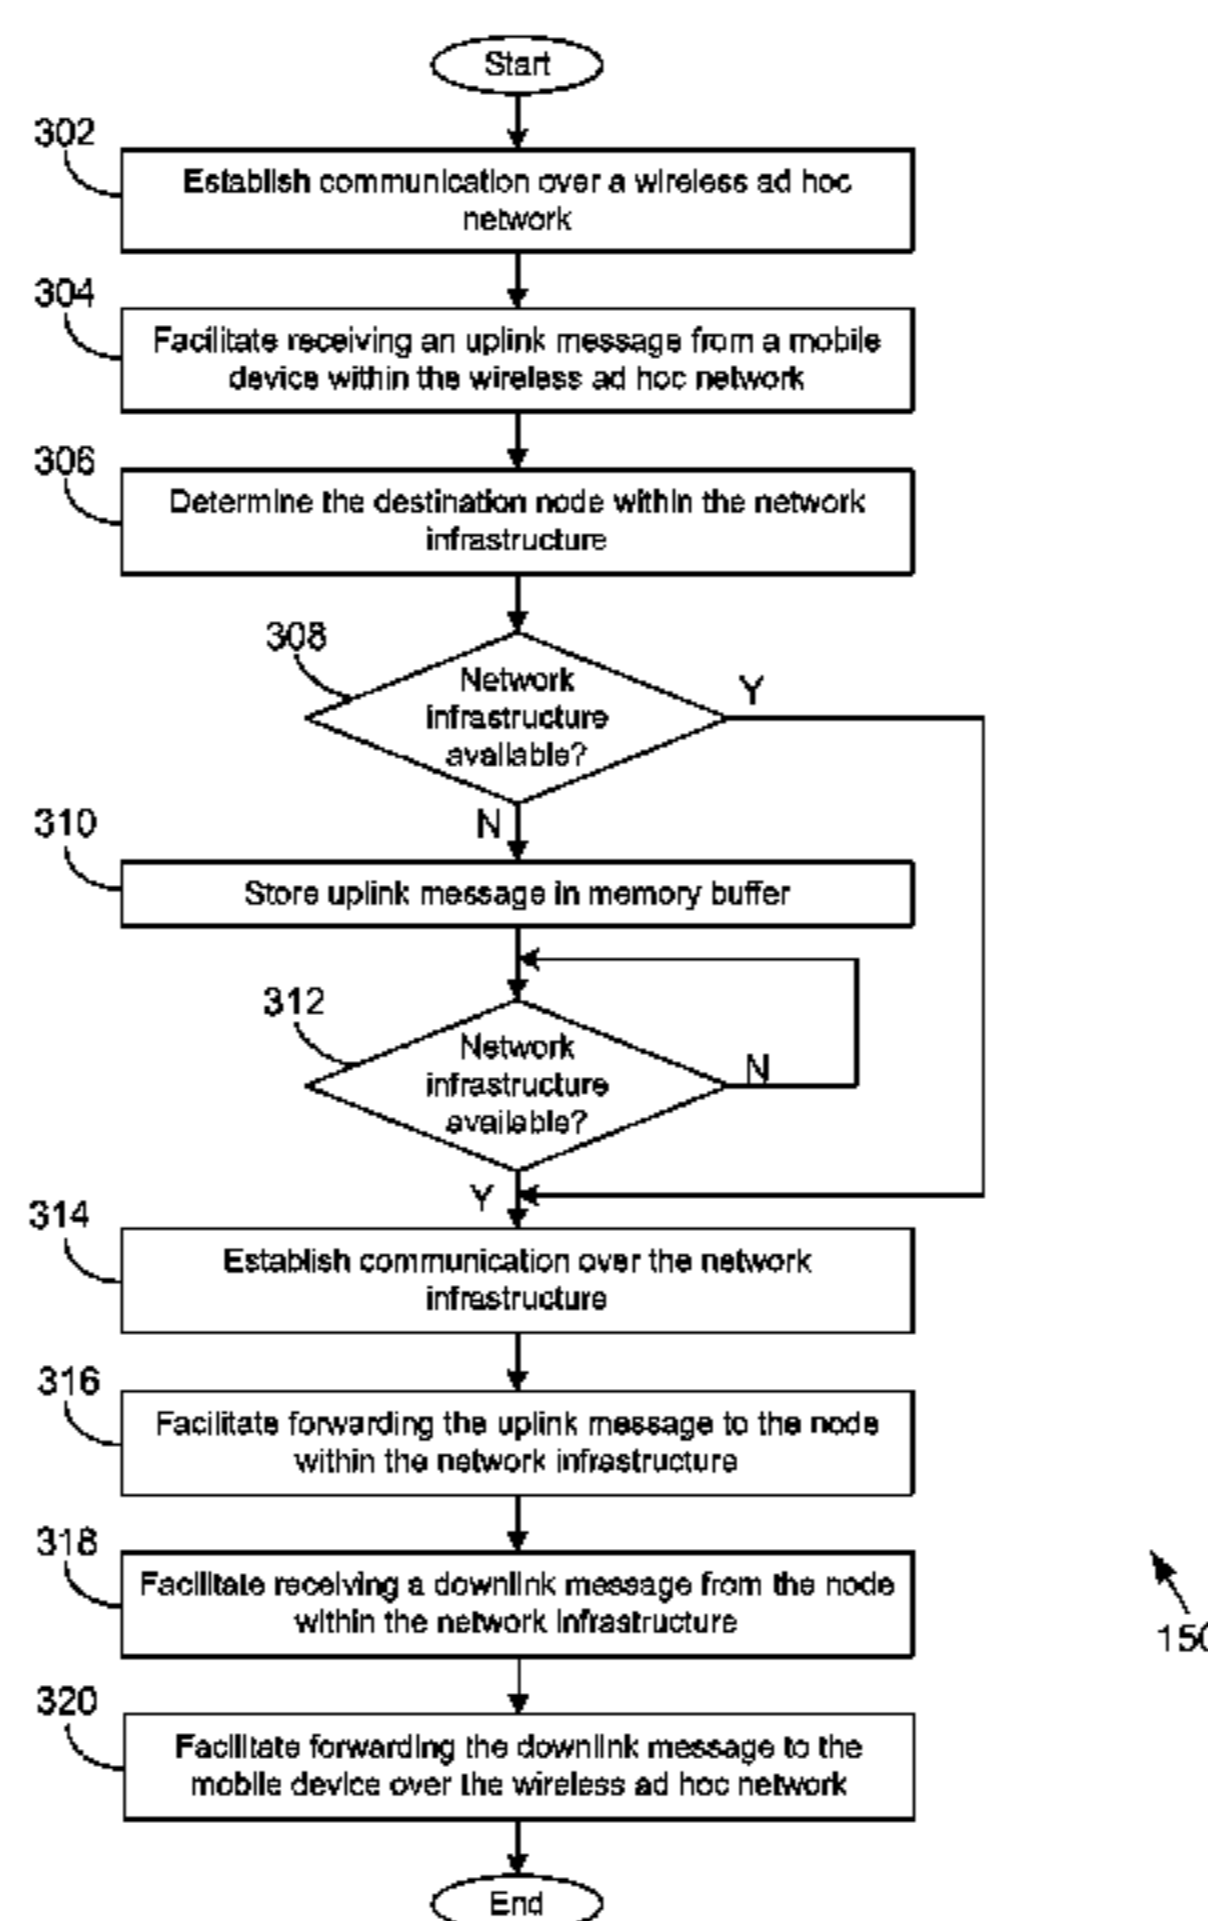 Start
302
Establish communication over a wireless ad hoc
network
304
Facilitate receiving an uplink message from a mobile
device within the wireless ad hoc network
306
Determine the destination node within the network
infrastructure
308
Network
infrastructure
available?
Y
N
310
Store uplink message in memory buffer
312
Network
infrastructure
available?
N
Y
314
Establish communication over the network
infrastructure
316
Facilitate forwarding the uplink message to the node
within the network infrastructure
318
Facilitate receiving a downlink message from the node
within the network infrastructure
150
320
Facilitate forwarding the downlink message to the
mobile device over the wireless ad hoc network
End